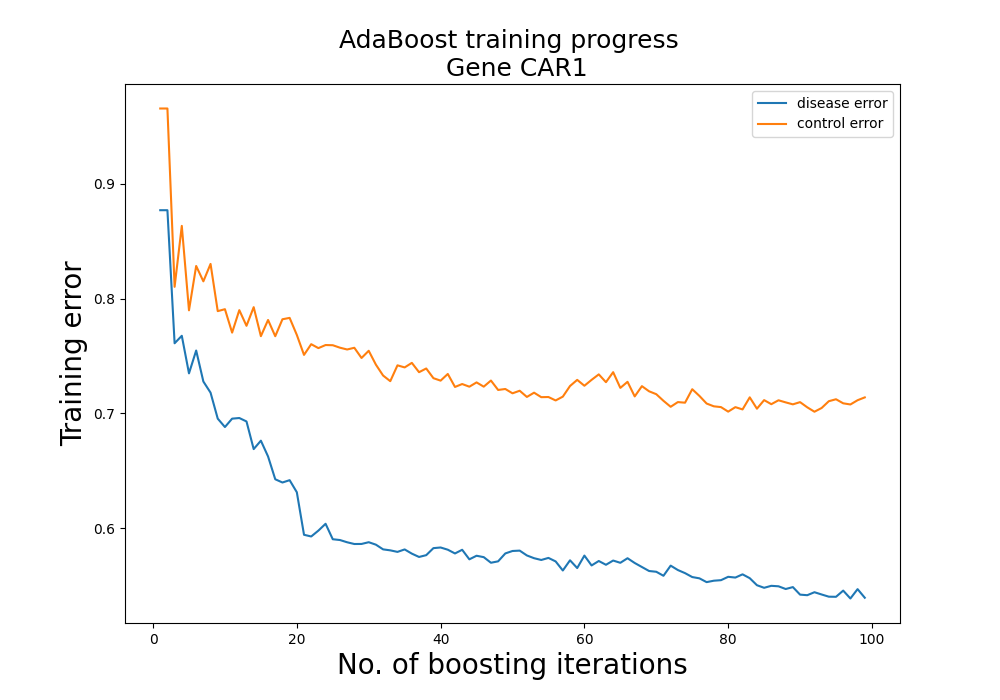 AdaBoost training progress
Gene CAR1
disease error
control error
Training error
0.9
0.8
0.7
0.6
0
20
40
60
80
100
No. of boosting iterations